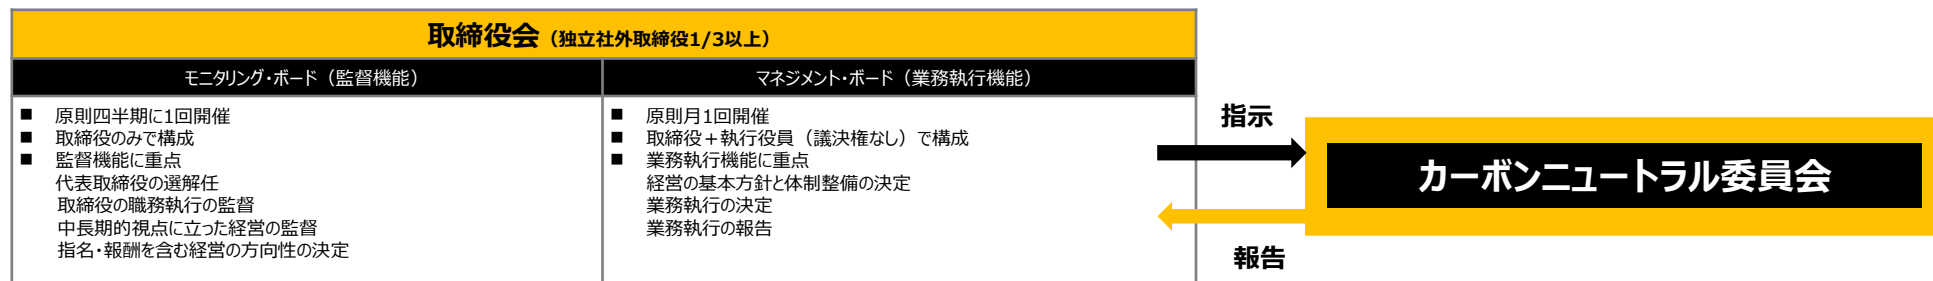 取締役会（独立社外取締役1/3以上）
モニタリング・ボード（監督機能）
■ 原則四半期に1回開催
■ 取締役のみで構成
■ 監督機能に重点
代表取締役の選解任
取締役の職務執行の監督
中長期的視点に立った経営の監督
指名・報酬を含む経営の方向性の決定
マネジメント・ボード（業務執行機能）
■ 原則月1回開催
■ 取締役＋執行役員（議決権なし）で構成
■ 業務執行機能に重点
経営の基本方針と体制整備の決定
業務執行の決定
業務執行の報告
指示
カーボンニュートラル委員会
報告